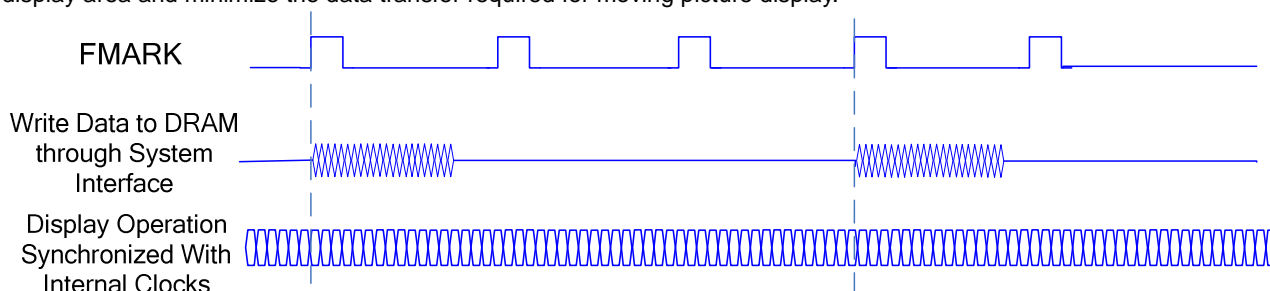 display area and minimize the data transfer required for moving picture display.
FMARK
Write Data to DRAM
through System
Interface
Display Operation
Synchronized With
Internal Clocks